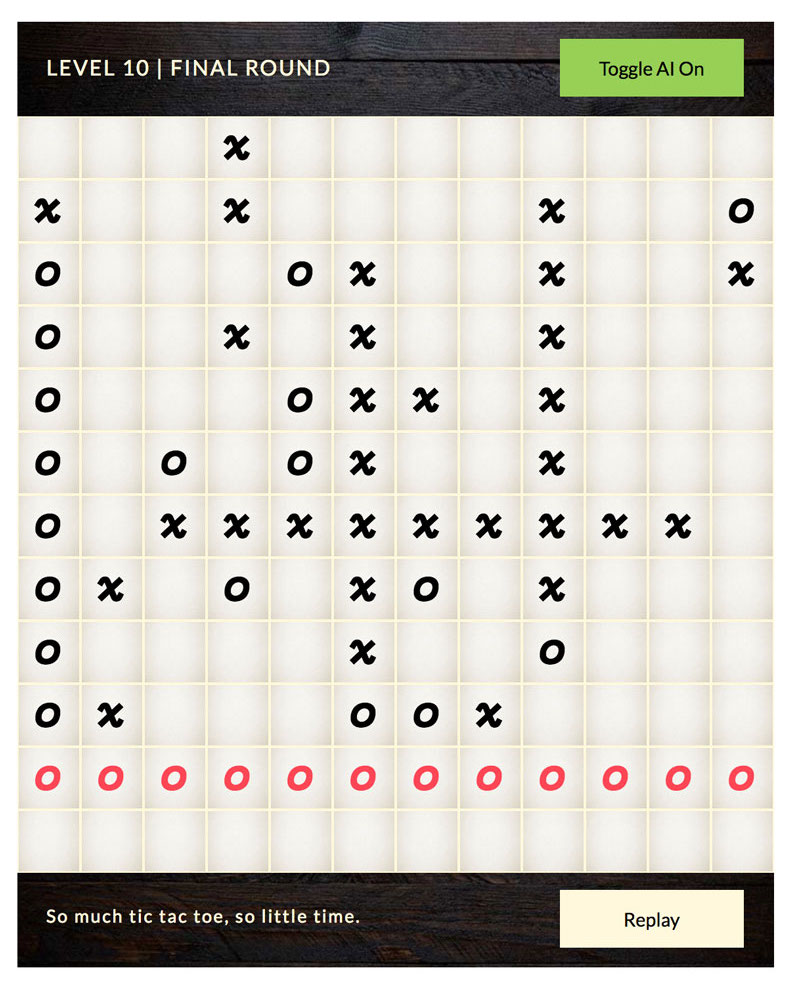 LEVEL 10 | FINAL ROUND
Toggle AI On
x
x x x o
o o x x x
o x x x
o o x x x
o o o x x
o x x x x x x x x x
o x o x o x
o x o
o x o o x
o o o o o o o o o o o o
So much tic tac toe, so little time.
Replay